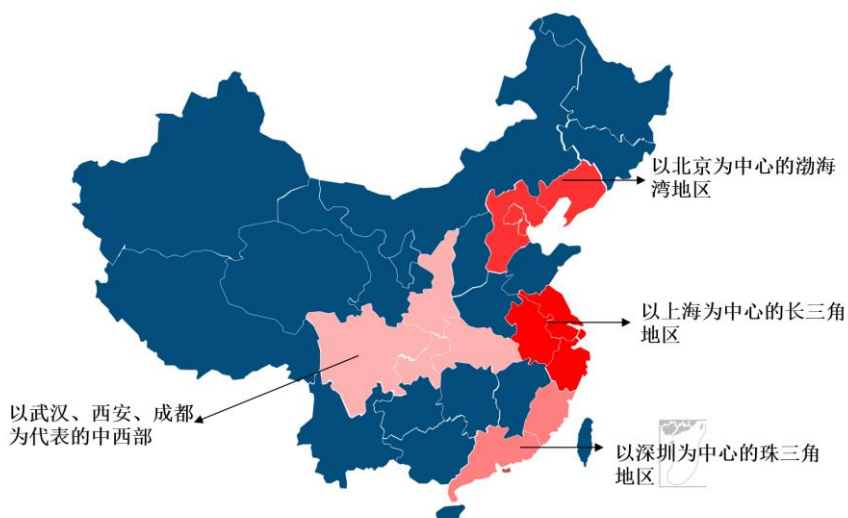 以北京为中心的渤海
湾地区
以上海为中心的长三角
地区
以武汉、西安、成都
为代表的中西部
以深圳为中心的珠三角
地区